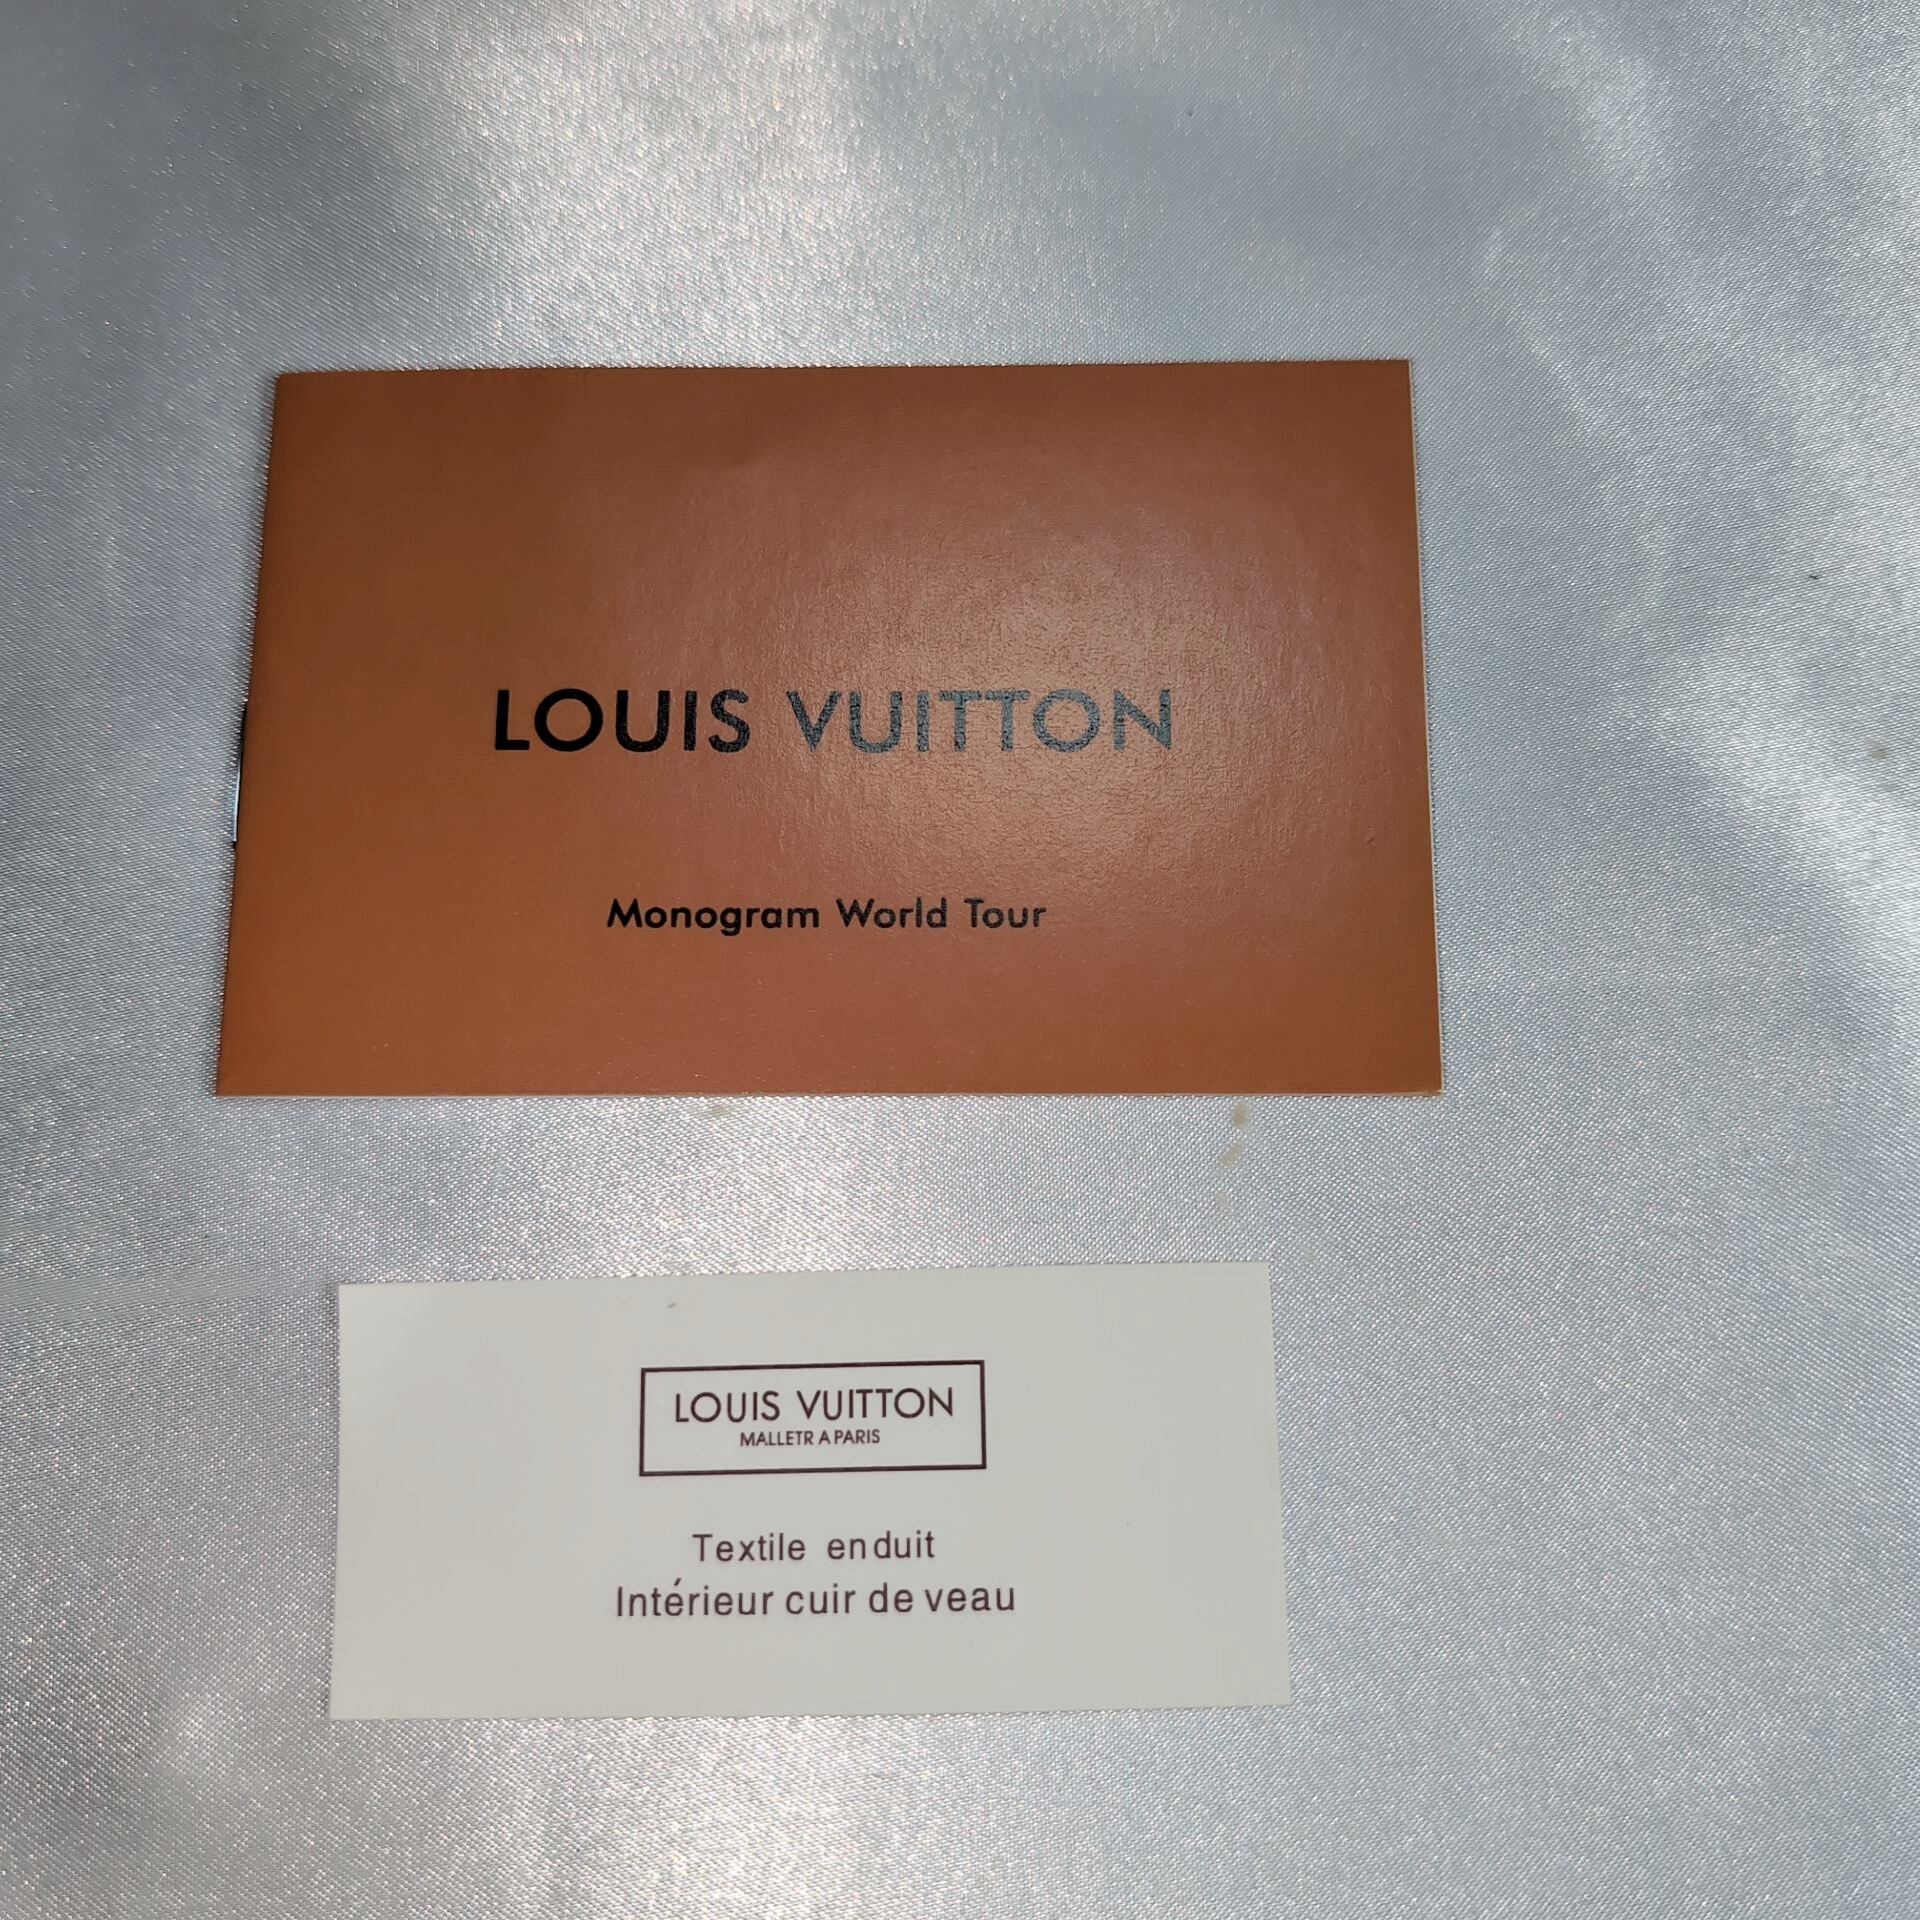 LOUIS VUITTON
Monogram World Tour
LOUIS VUITTON
MALLETR A PARIS
Textile enduit
Intérieur cuir de veau